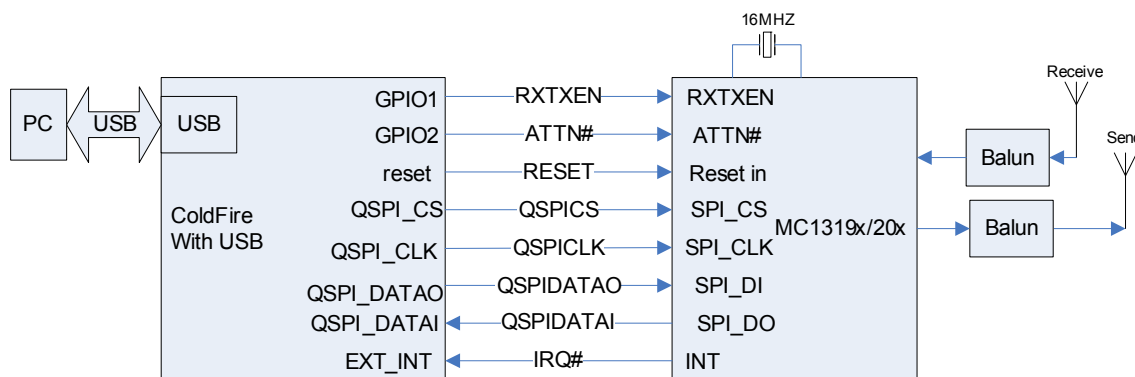 16MHZ
PC
USB
USB
ColdFire
With USB
GPIO1
GPIO2
reset
QSPI_CS
QSPI_CLK
QSPI_DATAO
QSPI_DATAI
EXT_INT
RXTXEN
ATTN#
RESET
QSPICS
QSPICLK
QSPIDATAO
QSPIDATAI
IRQ#
RXTXEN
ATTN#
Reset in
SPI_CS
SPI_CLK
SPI_DI
SPI_DO
INT
MC1319x/20x
Balun
Balun
Receive
Send